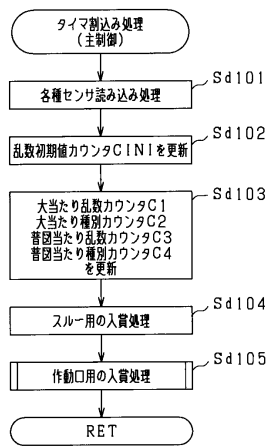 タイマ割込み処理
(主制御)
Sd101
各種センサ読み込み処理
Sd102
乱数初期値カウンタCINIを更新
Sd103
大当たり乱数カウンタC1
大当たり種別カウンタC2
普図当たり乱数カウンタC3
普図当たり種別カウンタC4
を更新
Sd104
スルー用の入賞処理
Sd105
作動口用の入賞処理
RET